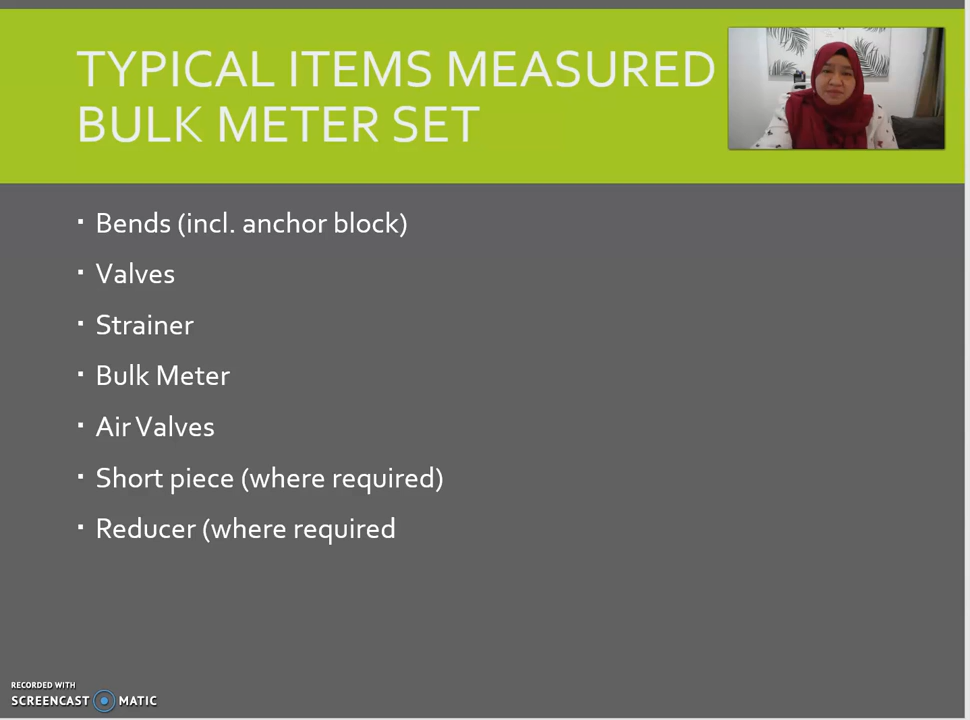 TYPICAL ITEMS MEASURED
BULK METER SET
Bends (incl. anchor block)
Valves
Strainer
Bulk Meter
Air Valves
Short piece (where required)
Reducer (where required
RECORDED WITH
SCREENCAST MATIC